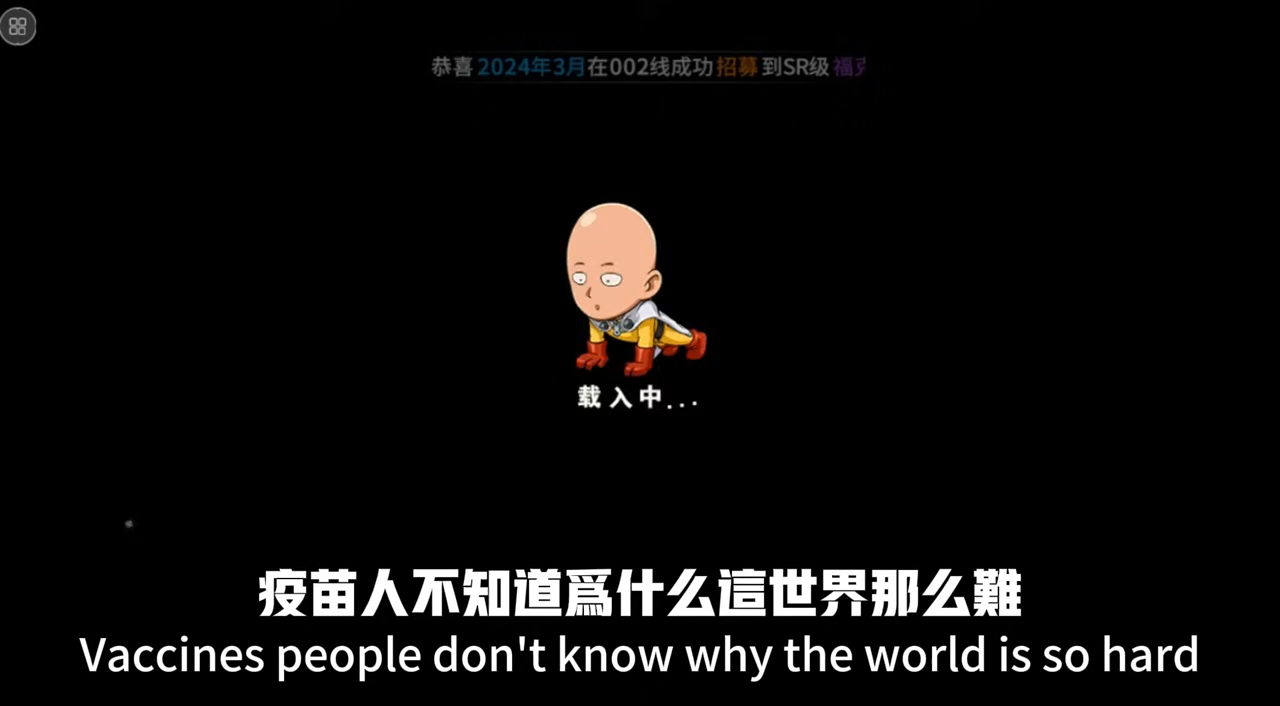 恭喜 2024年3月在002线成功招募到SR级 福克
载入中...
疫苗人不知道爲什么這世界那么難
Vaccines people don't know why the world is so hard